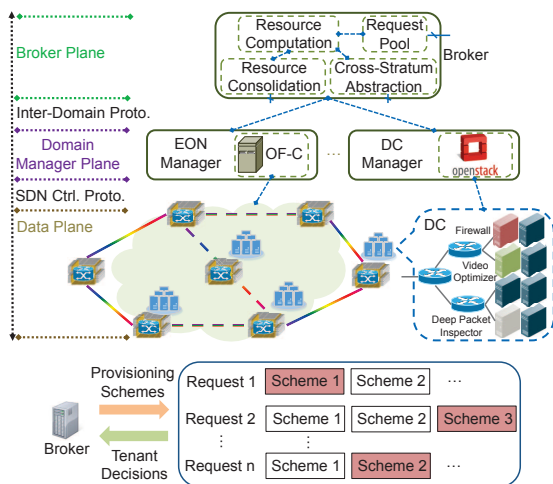 Broker Plane
Inter-Domain Proto.
Domain
Manager Plane
SDN Ctrl. Proto.
Data Plane
Resource
Computation
Request
Pool
Broker
Resource
Consolidation
Cross-Stratum
Abstraction
EON
Manager
OF-C
...
DC
Manager
openstack
DC
Firewall
Video
Optimizer
Deep Packet
Inspector
Provisioning
Schemes
Broker
Tenant
Decisions
Request 1 Scheme 1 Scheme 2 ...
Request 2 Scheme 1 Scheme 2 Scheme 3
Request n Scheme 1 Scheme 2 ...